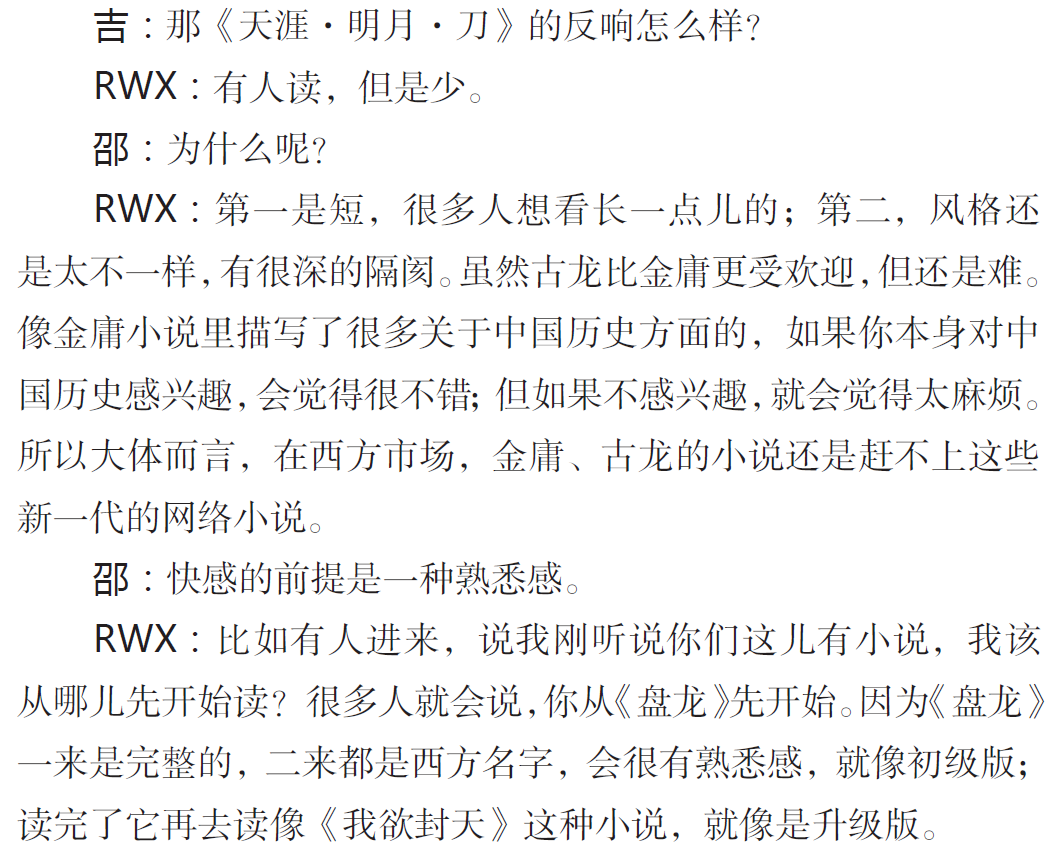 吉：那《天涯·明月·刀》的反响怎么样？
RWX：有人读，但是少。
邵：为什么呢？
RWX：第一是短，很多人想看长一点儿的；第二，风格还
是太不一样，有很深的隔阂。虽然古龙比金庸更受欢迎，但还是难。
像金庸小说里描写了很多关于中国历史方面的，如果你本身对中
国历史感兴趣，会觉得很不错；但如果不感兴趣，就会觉得太麻烦。
所以大体而言，在西方市场，金庸、古龙的小说还是赶不上这些
新一代的网络小说。
邵：快感的前提是一种熟悉感。
RWX：比如有人进来，说我刚听说你们这儿有小说，我该
从哪儿先开始读？很多人就会说，你从《盘龙》先开始。因为《盘龙》
一来是完整的，二来都是西方名字，会很有熟悉感，就像初级版；
读完了它再去读像《我欲封天》这种小说，就像是升级版。